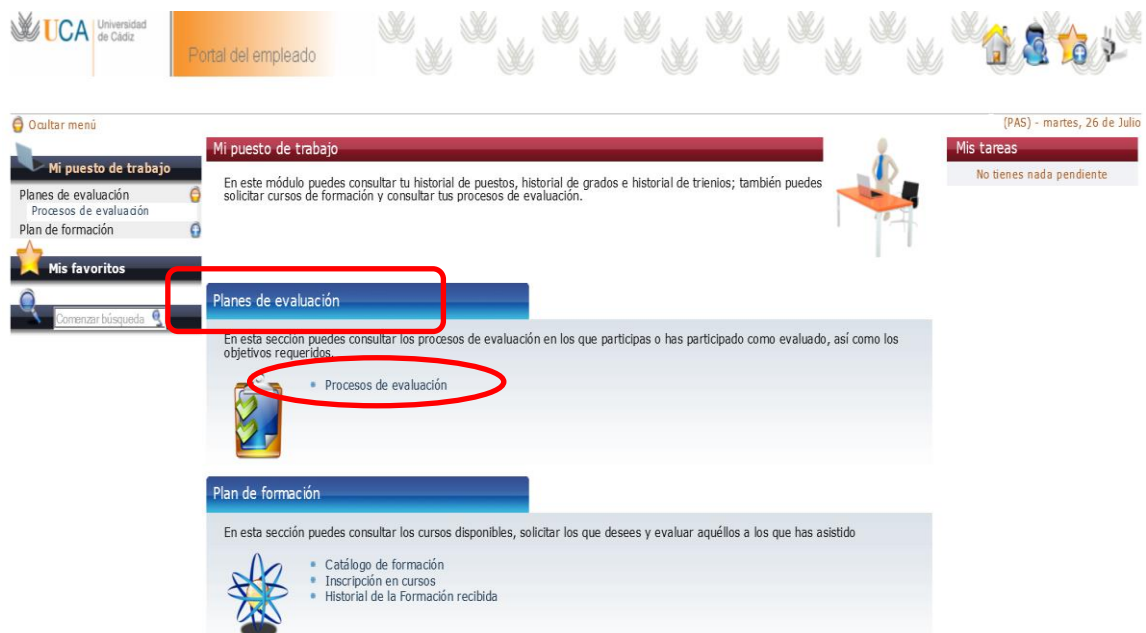 UCA Universidad
de Cádiz
Portal del empleado
Ocultar menú
(PAS) - martes, 26 de Julio
Mi puesto de trabajo
Planes de evaluación
Procesos de evaluación
Plan de formación
Mis favoritos
Comenzar búsqueda
Mi puesto de trabajo
En este módulo puedes consultar tu historial de puestos, historial de grados e historial de trienios; también puedes
solicitar cursos de formación y consultar tus procesos de evaluación.
Mis tareas
No tienes nada pendiente
Planes de evaluación
En esta sección puedes consultar los procesos de evaluación en los que participas o has participado como evaluado, así como los
objetivos requeridos.
Procesos de evaluación
Plan de formación
En esta sección puedes consultar los cursos disponibles, solicitar los que desees y evaluar aquéllos a los que has asistido
Catálogo de formación
Inscripción en cursos
Historial de la Formación recibida